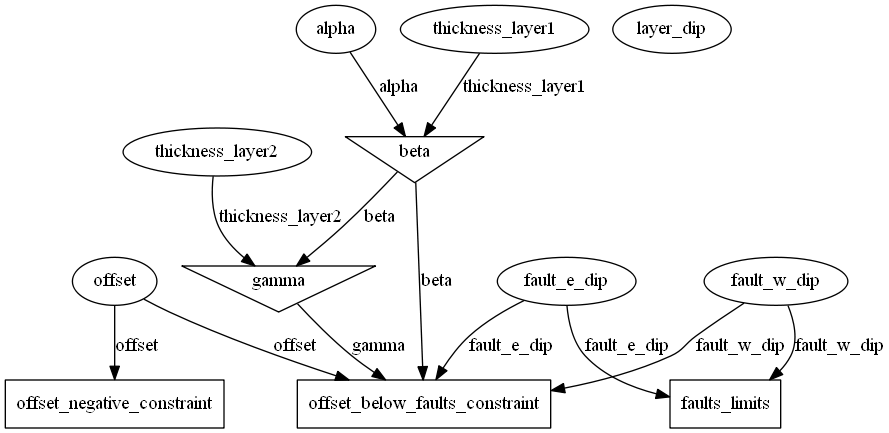 alpha
thickness_layer1
layer_dip
alpha
thickness_layer1
thickness_layer2
beta
thickness_layer2
beta
offset
gamma
beta
fault_e_dip
fault_w_dip
offset
offset
gamma
fault_e_dip
fault_e_dip
fault_w_dip
fault_w_dip
offset_negative_constraint
offset_below_faults_constraint
faults_limits